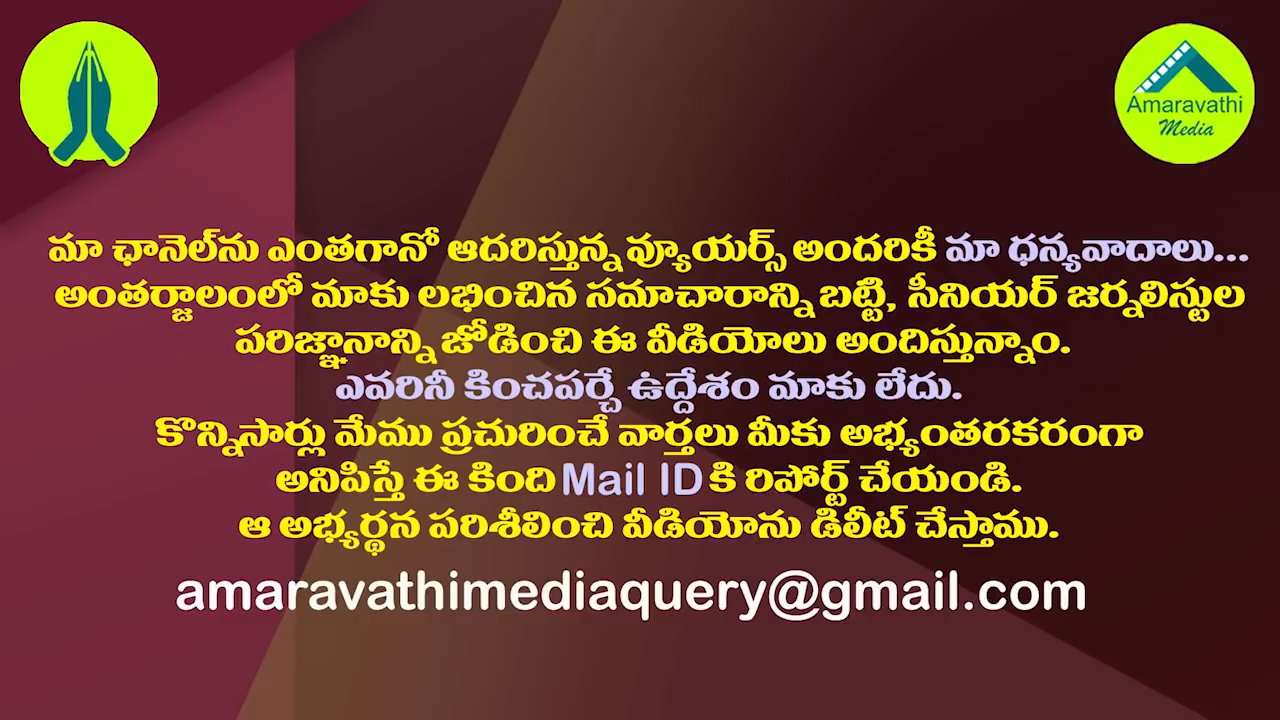 Amaravathi
Media
మా ఛానెల్‌ను ఎంతగానో ఆదరిస్తున్న వ్యూయర్స్ అందరికీ మా ధన్యవాదాలు...
అంతర్జాలంలో మాకు లభించిన సమాచారాన్ని బట్టి, సీనియర్ జర్నలిస్టుల
పరిజ్ఞానాన్ని జోడించి ఈ వీడియోలు అందిస్తున్నాం.
ఎవరినీ కించపర్చే ఉద్దేశం మాకు లేదు.
కొన్నిసార్లు మేము ప్రచురించే వార్తలు మీకు అభ్యంతరకరంగా
అనిపిస్తే ఈ కింది Mail ID కి రిపోర్ట్ చేయండి.
ఆ అభ్యర్థన పరిశీలించి వీడియోను డిలీట్ చేస్తాము.
amaravathimediaquery@gmail.com